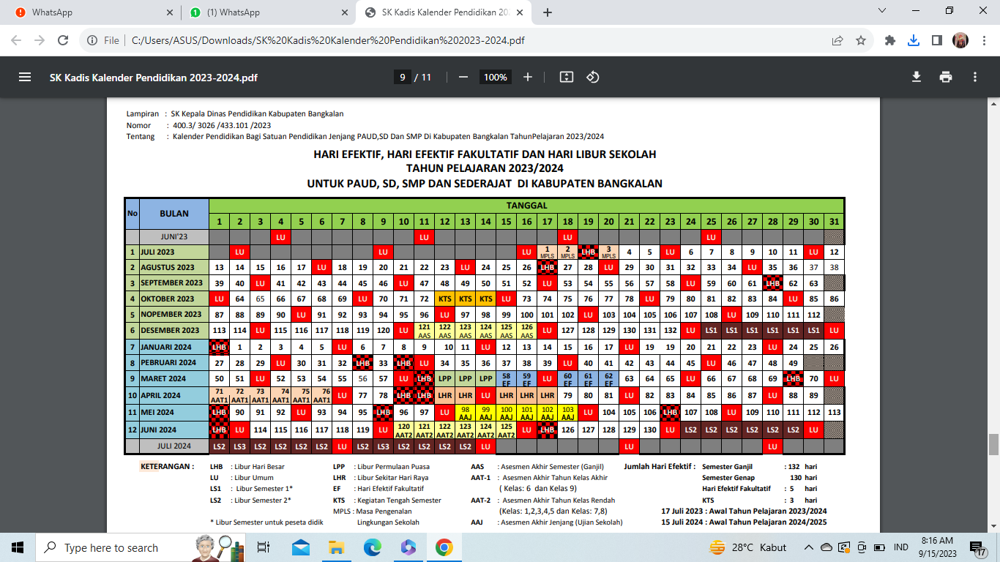 WhatsApp
(1) WhatsApp
SK Kadis Kalender Pendidikan 202
File C:/Users/ASUS/Downloads/SK%20Kadis%20Kalender%20Pendidikan%202023-2024.pdf
SK Kadis Kalender Pendidikan 2023-2024.pdf
9 / 11
100%
Lampiran : SK Kepala Dinas Pendidikan Kabupaten Bangkalan
Nomor : 400.3/ 3026 /433.101 /2023
Tentang : Kalender Pendidikan Bagi Satuan Pendidikan Jenjang PAUD,SD Dan SMP Di Kabupaten Bangkalan TahunPelajaran 2023/2024
HARI EFEKTIF, HARI EFEKTIF FAKULTATIF DAN HARI LIBUR SEKOLAH
TAHUN PELAJARAN 2023/2024
UNTUK PAUD, SD, SMP DAN SEDERAJAT DI KABUPATEN BANGKALAN
No BULAN TANGGAL
1 2 3 4 5 6 7 8 9 10 11 12 13 14 15 16 17 18 19 20 21 22 23 24 25 26 27 28 29 30 31
JUNI'23 LU LU LU LU
1 JULI 2023 LU LU LU 1 MPLS 2 MPLS LHB 3 MPLS 4 5 LU 6 7 8 9 10 11 LU 12
2 AGUSTUS 2023 13 14 15 16 17 LU 18 19 20 21 22 23 LU 24 25 26 LHB 27 28 LU 29 30 31 32 33 34 LU 35 36 37 38
3 SEPTEMBER 2023 39 40 LU 41 42 43 44 45 46 LU 47 48 49 50 51 52 LU 53 54 55 56 57 58 LU 59 60 61 LHB 62 63
4 OKTOBER 2023 LU 64 65 66 67 68 69 LU 70 71 72 KTS KTS KTS LU 73 74 75 76 77 78 LU 79 80 81 82 83 84 LU 85 86
5 NOPEMBER 2023 87 88 89 90 LU 91 92 93 94 95 96 LU 97 98 99 100 101 102 LU 103 104 105 106 107 108 LU 109 110 111 112
6 DESEMBER 2023 113 114 LU 115 116 117 118 119 120 LU 121 AAS 122 AAS 123 AAS 124 AAS 125 AAS 126 AAS LU 127 128 129 130 131 132 LU LS1 LS1 LS1 LS1 LS1 LS1 LU
7 JANUARI 2024 LHB 1 2 3 4 5 LU 6 7 8 9 10 11 LU 12 13 14 15 16 17 LU 19 19 20 21 22 23 LU 24 25 26
8 PEBRUARI 2024 27 28 29 LU 30 31 32 LHB 33 LHB LU 34 35 36 37 38 39 LU 40 41 42 43 44 45 LU 46 47 48 49
9 MARET 2024 50 51 LU 52 53 54 55 56 57 LU LHB LPP LPP LPP 58 EF 59 EF LU 60 EF 61 EF 62 EF 63 64 65 LU 66 67 68 69 LHB 70 LU
10 APRIL 2024 71 AAT1 72 AAT1 73 AAT1 74 AAT1 75 AAT1 76 AAT1 LU 77 78 LHB LHB LHR LHR LU LHR LHR LHR 79 80 81 LU 82 83 84 85 86 87 LU 88 89
11 MEI 2024 LHB 90 91 92 LU 93 94 95 LHB 96 97 LU 98 AAJ 99 AAJ 100 AAJ 101 AAJ 102 AAJ 103 AAJ LU 104 105 106 LHB 107 108 LU 109 110 111 112 113
12 JUNI 2024 LHB LU 114 115 116 117 118 119 LU 120 AAT2 121 AAT2 122 AAT2 123 AAT2 124 AAT2 125 AAT2 LU LHB 126 127 128 129 130 LU LS2 LS2 LS2 LS2 LS2 LS2 LU
JULI 2024 LS2 LS3 LS2 LS2 LS2 LS2 LU LS2 LS3 LS2 LS2 LS2 LS2 LU LU LU
KETERANGAN : LHB : Libur Hari Besar LPP : Libur Permulaan Puasa AAS : Asesmen Akhir Semester (Ganjil) Jumlah Hari Efektif : Semester Ganjil : 132 hari
LU : Libur Umum LHR : Libur Sekitar Hari Raya AAT-1 : Asesmen Akhir Tahun Kelas Akhir Semester Genap 130 hari
LS1 : Libur Semester 1* EF : Hari Efektif Fakultatif ( Kelas: 6 dan Kelas 9) Hari Efektif Fakultatif : 5 hari
LS2 : Libur Semester 2* KTS : Kegiatan Tengah Semester AAT-2 : Asesmen Akhir Tahun Kelas Rendah KTS : 3 hari
MPLS : Masa Pengenalan (Kelas: 1,2,3,4,5 dan Kelas: 7,8) 17 Juli 2023 : Awal Tahun Pelajaran 2023/2024
* Libur Semester untuk peseta didik Lingkungan Sekolah AAJ : Asesmen Akhir Jenjang (Ujian Sekolah) 15 Juli 2024 : Awal Tahun Pelajaran 2024/2025
Type here to search
28°C Kabut
IND
8:16 AM
9/15/2023
17